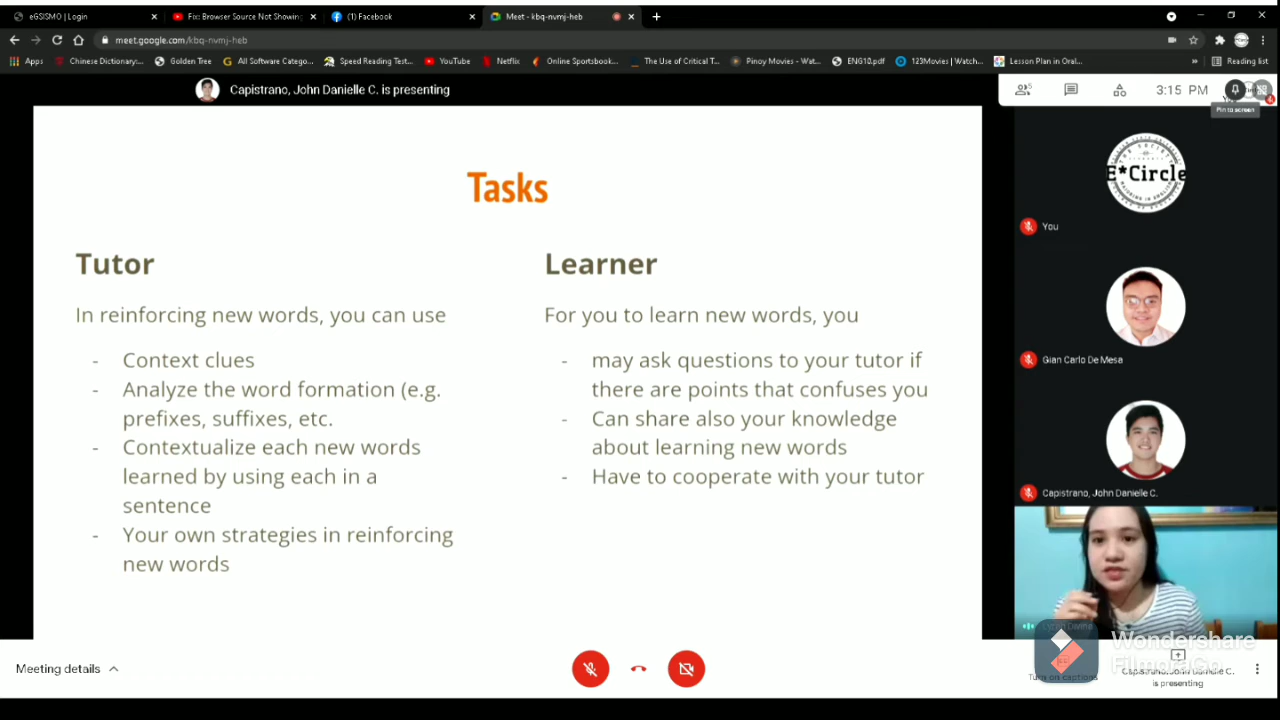 eGSISMO | Login
Fix: Browser Source Not Showin
(1) Facebook
Meet - kbq-nvmj-heb
meet.google.com/kbq-nvmj-heb
Apps
Chinese Dictionary:...
Golden Tree
All Software Catego...
Speed Reading Test...
YouTube
Netflix
Online Sportsbook...
The Use of Critical T...
Pinoy Movies - Wat...
ENG10.pdf
123Movies | Watch...
Lesson Plan in Oral...
»
Reading list
Capistrano, John Danielle C. is presenting
3:15 PM
Pin to screen
Tasks
Tutor
In reinforcing new words, you can use
- Context clues
- Analyze the word formation (e.g.
prefixes, suffixes, etc.
- Contextualize each new words
learned by using each in a
sentence
- Your own strategies in reinforcing
new words
Learner
For you to learn new words, you
- may ask questions to your tutor if
there are points that confuses you
- Can share also your knowledge
about learning new words
- Have to cooperate with your tutor
E*Circle
You
Gian Carlo De Mesa
Capistrano, John Danielle C.
Wondershare
FilmoraGo
Meeting details
Turn on captions
Capistrano, John Danielle C.
is presenting